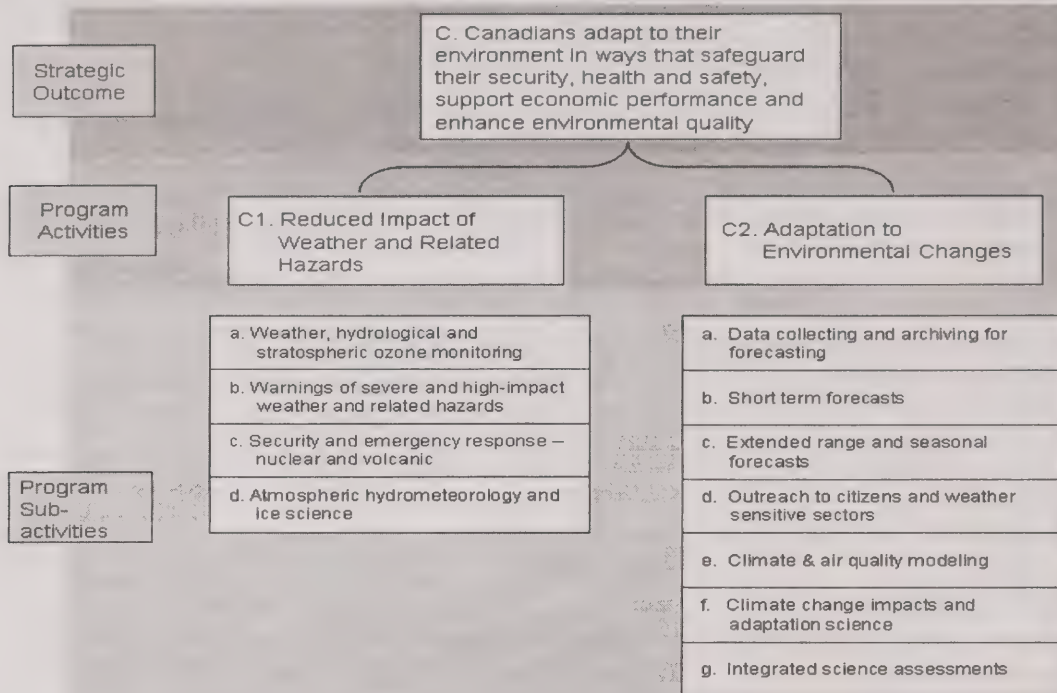 Strategic
Outcome
C. Canadians adapt to their
environment in ways that safeguard
their security, health and safety,
support economic performance and
enhance environmental quality
Program
Activities
C1. Reduced Impact of
Weather and Related
Hazards
C2. Adaptation to
Environmental Changes
Program
Sub-
activities
a. Weather, hydrological and
stratospheric ozone monitoring
b. Warnings of severe and high-impact
weather and related hazards
c. Security and emergency response –
nuclear and volcanic
d. Atmospheric hydrometeorology and
ice science
a. Data collecting and archiving for
forecasting
b. Short term forecasts
c. Extended range and seasonal
forecasts
d. Outreach to citizens and weather
sensitive sectors
e. Climate & air quality modeling
f. Climate change impacts and
adaptation science
g. Integrated science assessments